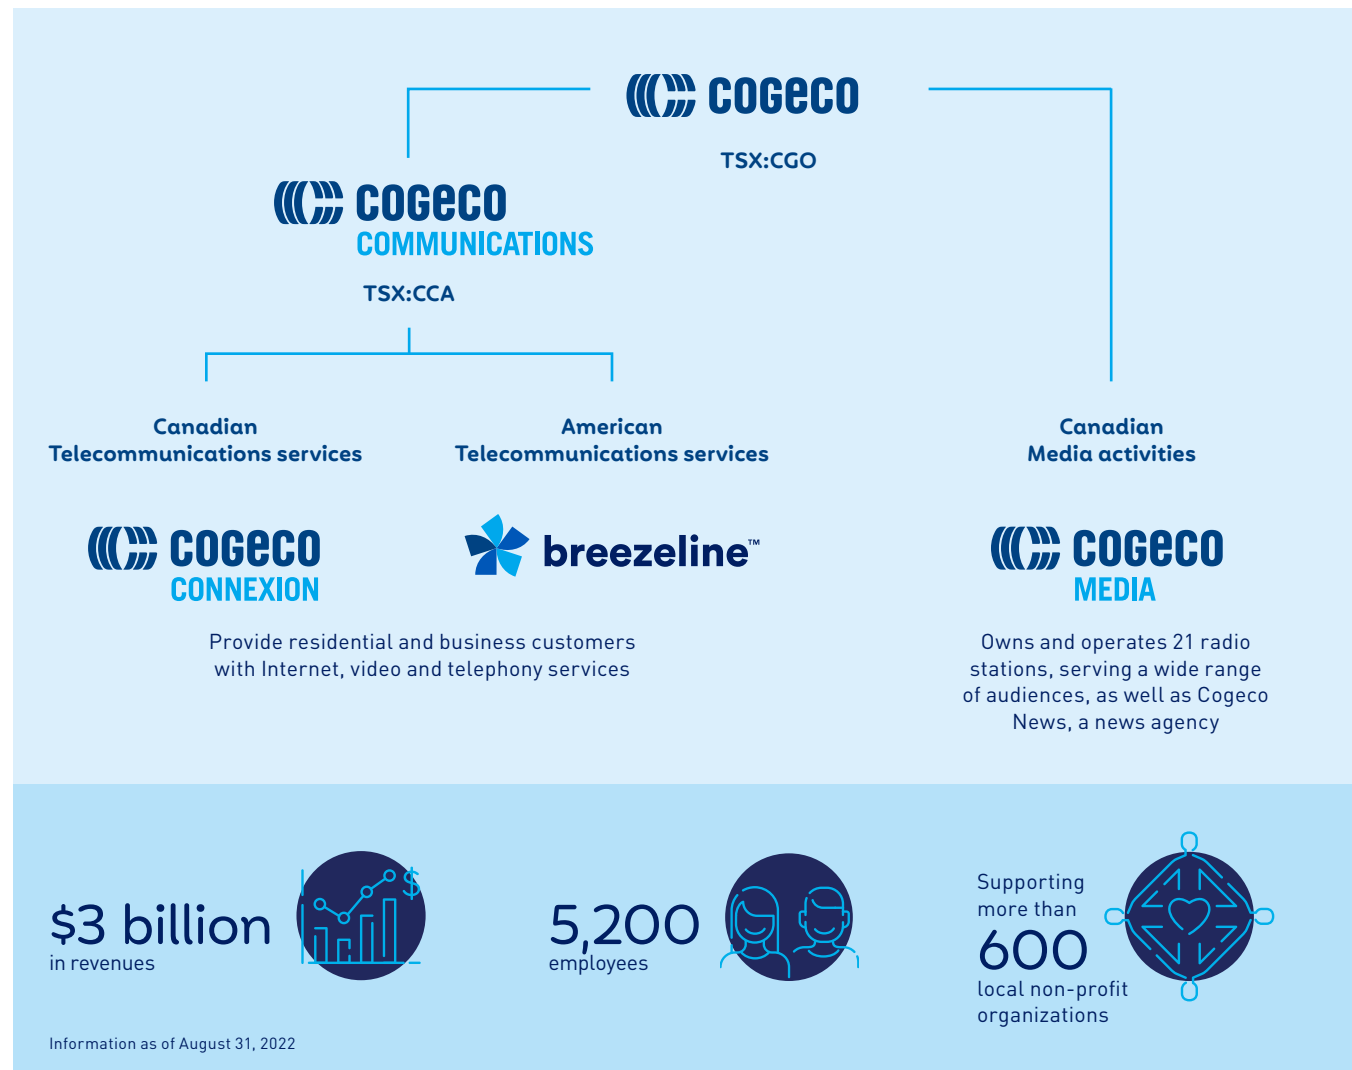 COGECO
TSX:CGO
COGECO
COMMUNICATIONS
TSX:CCA
Canadian
Telecommunications services
American
Telecommunications services
Canadian
Media activities
COGECO
CONNEXION
breezeline™
COGECO
MEDIA
Provide residential and business customers
with Internet, video and telephony services
Owns and operates 21 radio
stations, serving a wide range
of audiences, as well as Cogeco
News, a news agency
$3 billion
in revenues
$
5,200
employees
Supporting
more than
600
local non-profit
organizations
Information as of August 31, 2022